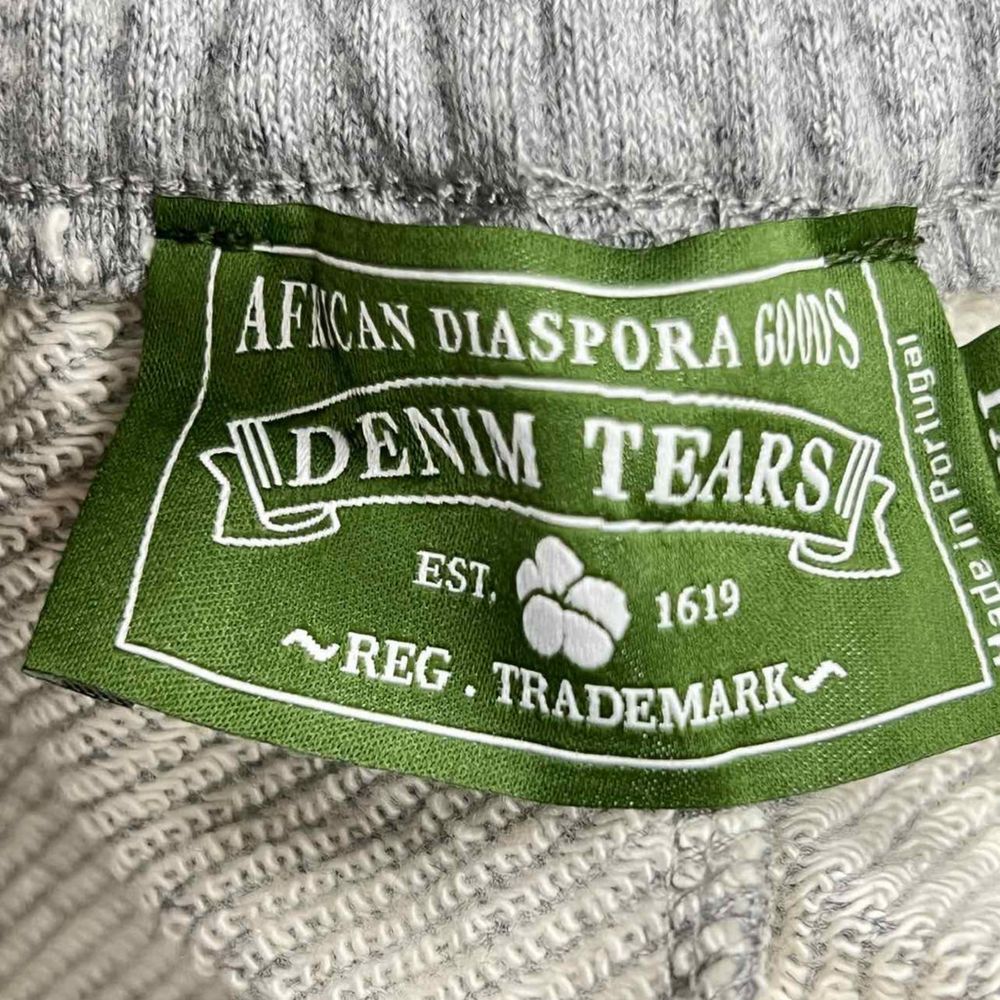 AFRICAN DIASPORA GOODS
DENIM TEARS
EST. 1619
~REG. TRADEMARK~
Made in Portugal